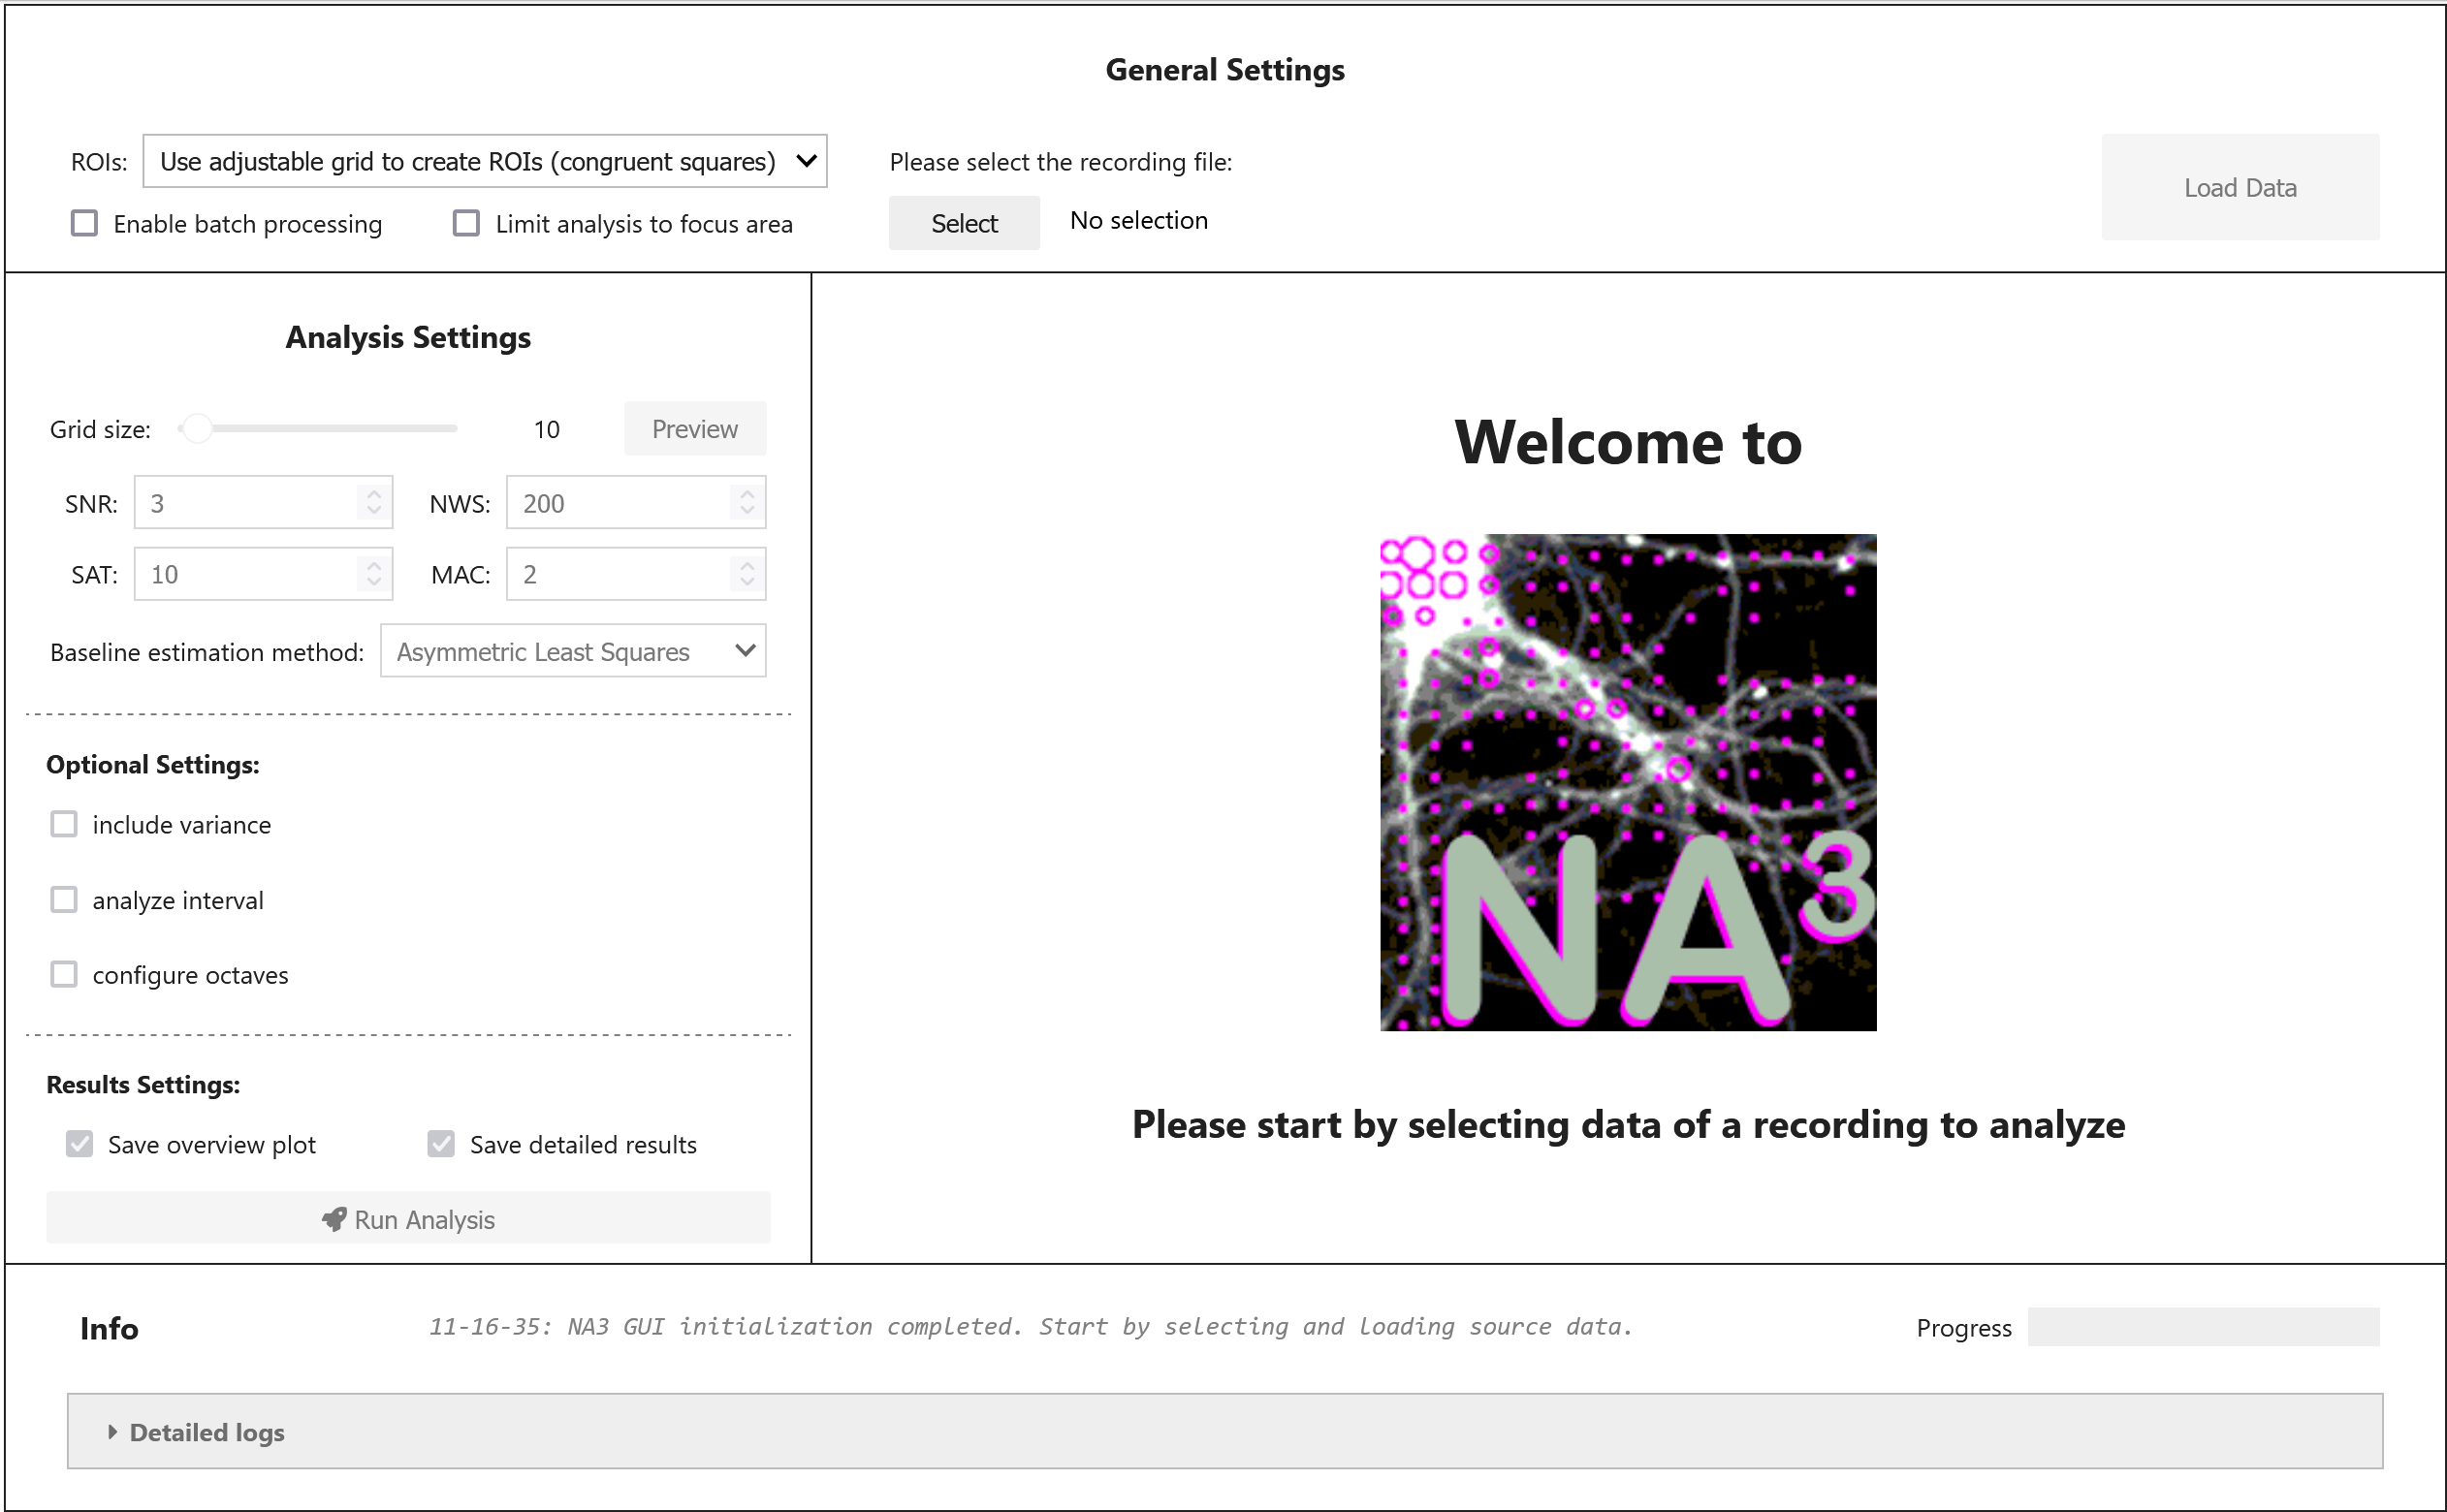 General Settings
ROIs: Use adjustable grid to create ROIs (congruent squares)
Enable batch processing Limit analysis to focus area
Please select the recording file:
Select No selection
Load Data
Analysis Settings
Grid size: 10 Preview
SNR: 3 NWS: 200
SAT: 10 MAC: 2
Baseline estimation method: Asymmetric Least Squares
Optional Settings:
include variance
analyze interval
configure octaves
Results Settings:
Save overview plot Save detailed results
Run Analysis
Welcome to
NA³
Please start by selecting data of a recording to analyze
Info 11-16-35: NA3 GUI initialization completed. Start by selecting and loading source data. Progress
Detailed logs